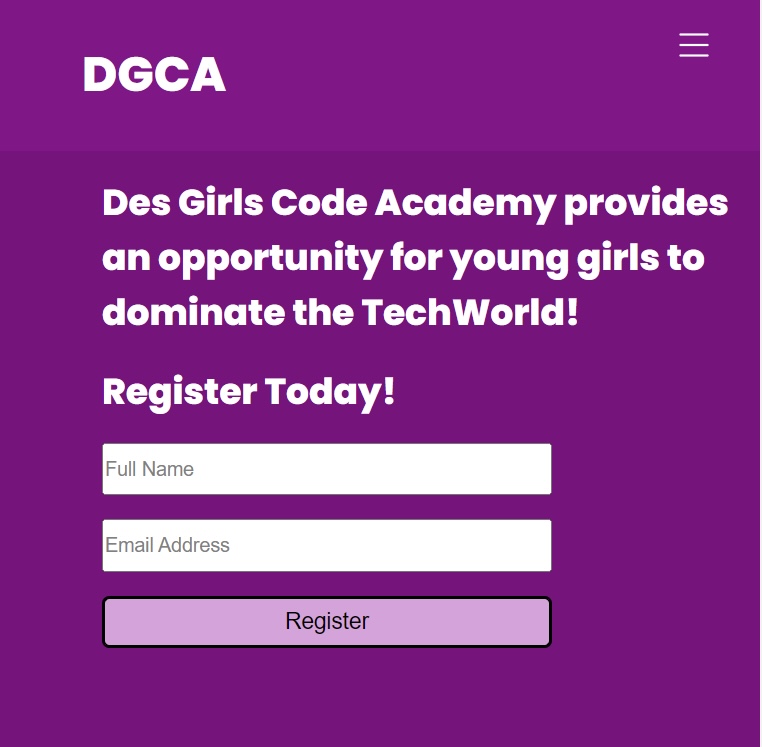 DGCA
Des Girls Code Academy provides
an opportunity for young girls to
dominate the TechWorld!
Register Today!
Full Name
Email Address
Register